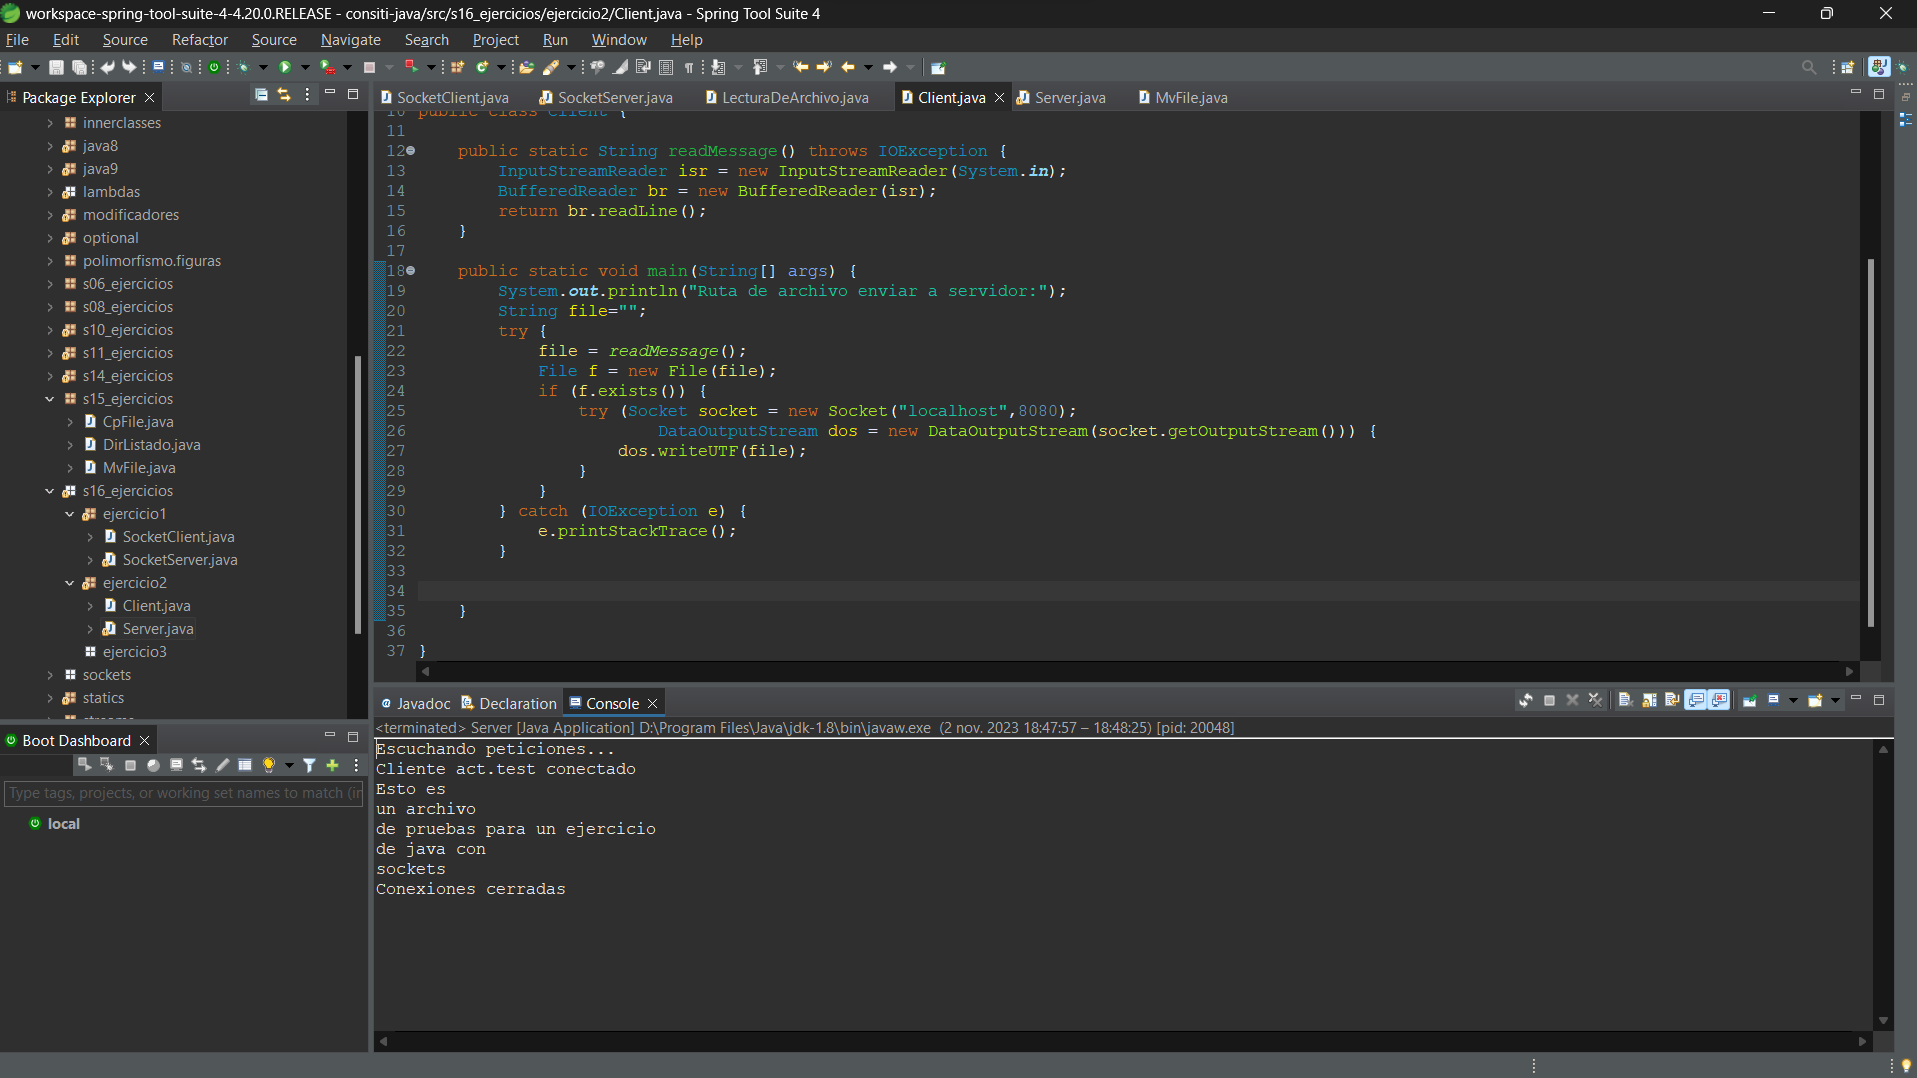 workspace-spring-tool-suite-4-4.20.0.RELEASE - consiti-java/src/s16_ejercicios/ejercicio2/Client.java - Spring Tool Suite 4
File Edit Source Refactor Source Navigate Search Project Run Window Help
Package Explorer
innerclasses
java8
java9
lambdas
modificadores
optional
polimorfismo.figuras
s06_ejercicios
s08_ejercicios
s10_ejercicios
s11_ejercicios
s14_ejercicios
s15_ejercicios
CpFile.java
DirListado.java
MvFile.java
s16_ejercicios
ejercicio1
SocketClient.java
SocketServer.java
ejercicio2
Client.java
Server.java
ejercicio3
sockets
statics
Boot Dashboard
Type tags, projects, or working set names to match (in
local
SocketClient.java SocketServer.java LecturaDeArchivo.java Client.java Server.java MvFile.java
10 public class Client {
11
12 public static String readMessage() throws IOException {
13 InputStreamReader isr = new InputStreamReader(System.in);
14 BufferedReader br = new BufferedReader(isr);
15 return br.readLine();
16 }
17
18 public static void main(String[] args) {
19 System.out.println("Ruta de archivo enviar a servidor:");
20 String file="";
21 try {
22 file = readMessage();
23 File f = new File(file);
24 if (f.exists()) {
25 try (Socket socket = new Socket("localhost",8080);
26 DataOutputStream dos = new DataOutputStream(socket.getOutputStream())) {
27 dos.writeUTF(file);
28 }
29 }
30 } catch (IOException e) {
31 e.printStackTrace();
32 }
33
34
35 }
36
37 }
@ Javadoc Declaration Console
<terminated> Server [Java Application] D:\Program Files\Java\jdk-1.8\bin\javaw.exe (2 nov. 2023 18:47:57 – 18:48:25) [pid: 20048]
Escuchando peticiones...
Cliente act.test conectado
Esto es
un archivo
de pruebas para un ejercicio
de java con
sockets
Conexiones cerradas